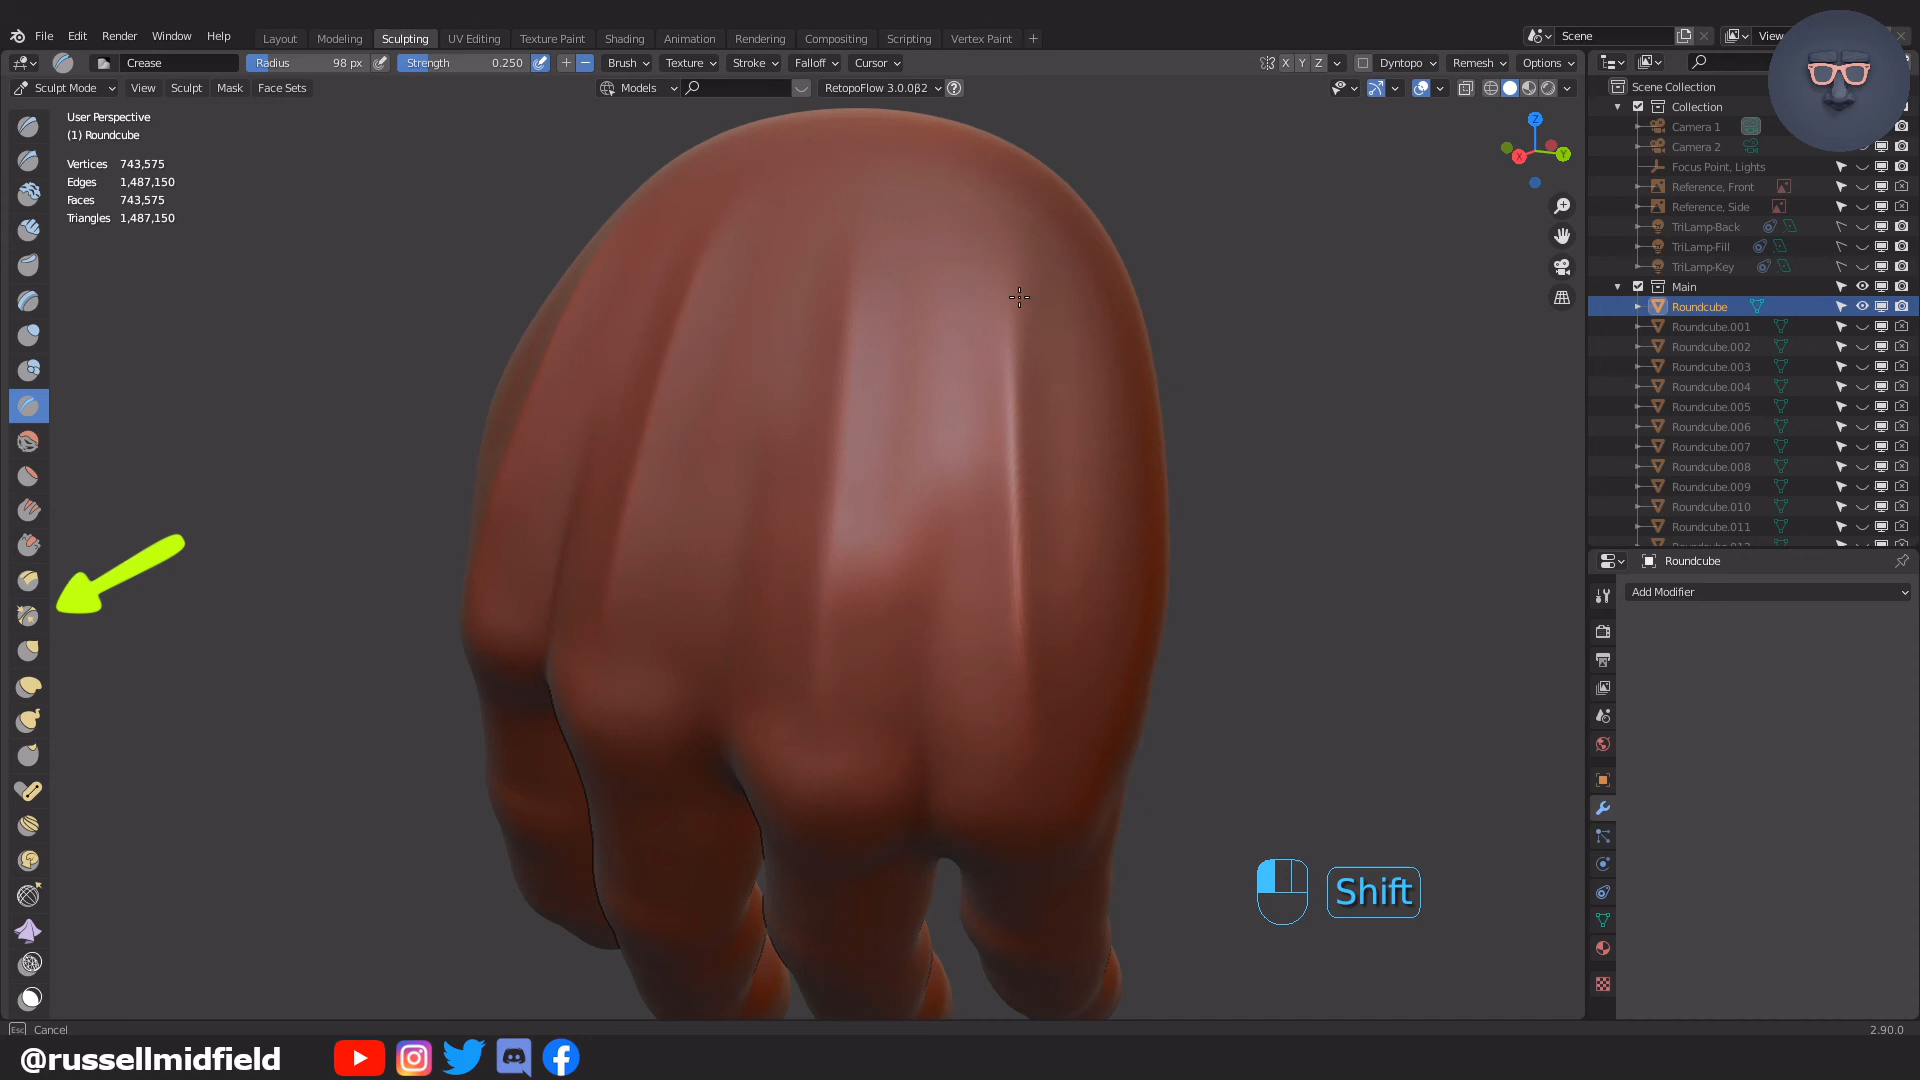 File Edit Render Window Help Layout Modeling Sculpting UV Editing Texture Paint Shading Animation Rendering Compositing Scripting Vertex Paint + Scene View
Crease Radius 98 px Strength 0.250 + − Brush Texture Stroke Falloff Cursor X Y Z Dyntopo Remesh Options
Sculpt Mode View Sculpt Mask Face Sets Models RetopoFlow 3.0.0β2 ?
User Perspective
(1) Roundcube
Vertices 743,575
Edges 1,487,150
Faces 743,575
Triangles 1,487,150
Z
X
Y
Scene Collection
Collection
Camera 1
Camera 2
Focus Point, Lights
Reference, Front
Reference, Side
TriLamp-Back
TriLamp-Fill
TriLamp-Key
Main
Roundcube
Roundcube.001
Roundcube.002
Roundcube.003
Roundcube.004
Roundcube.005
Roundcube.006
Roundcube.007
Roundcube.008
Roundcube.009
Roundcube.010
Roundcube.011
Roundcube
Add Modifier
Shift
Esc Cancel
2.90.0
@russellmidfield